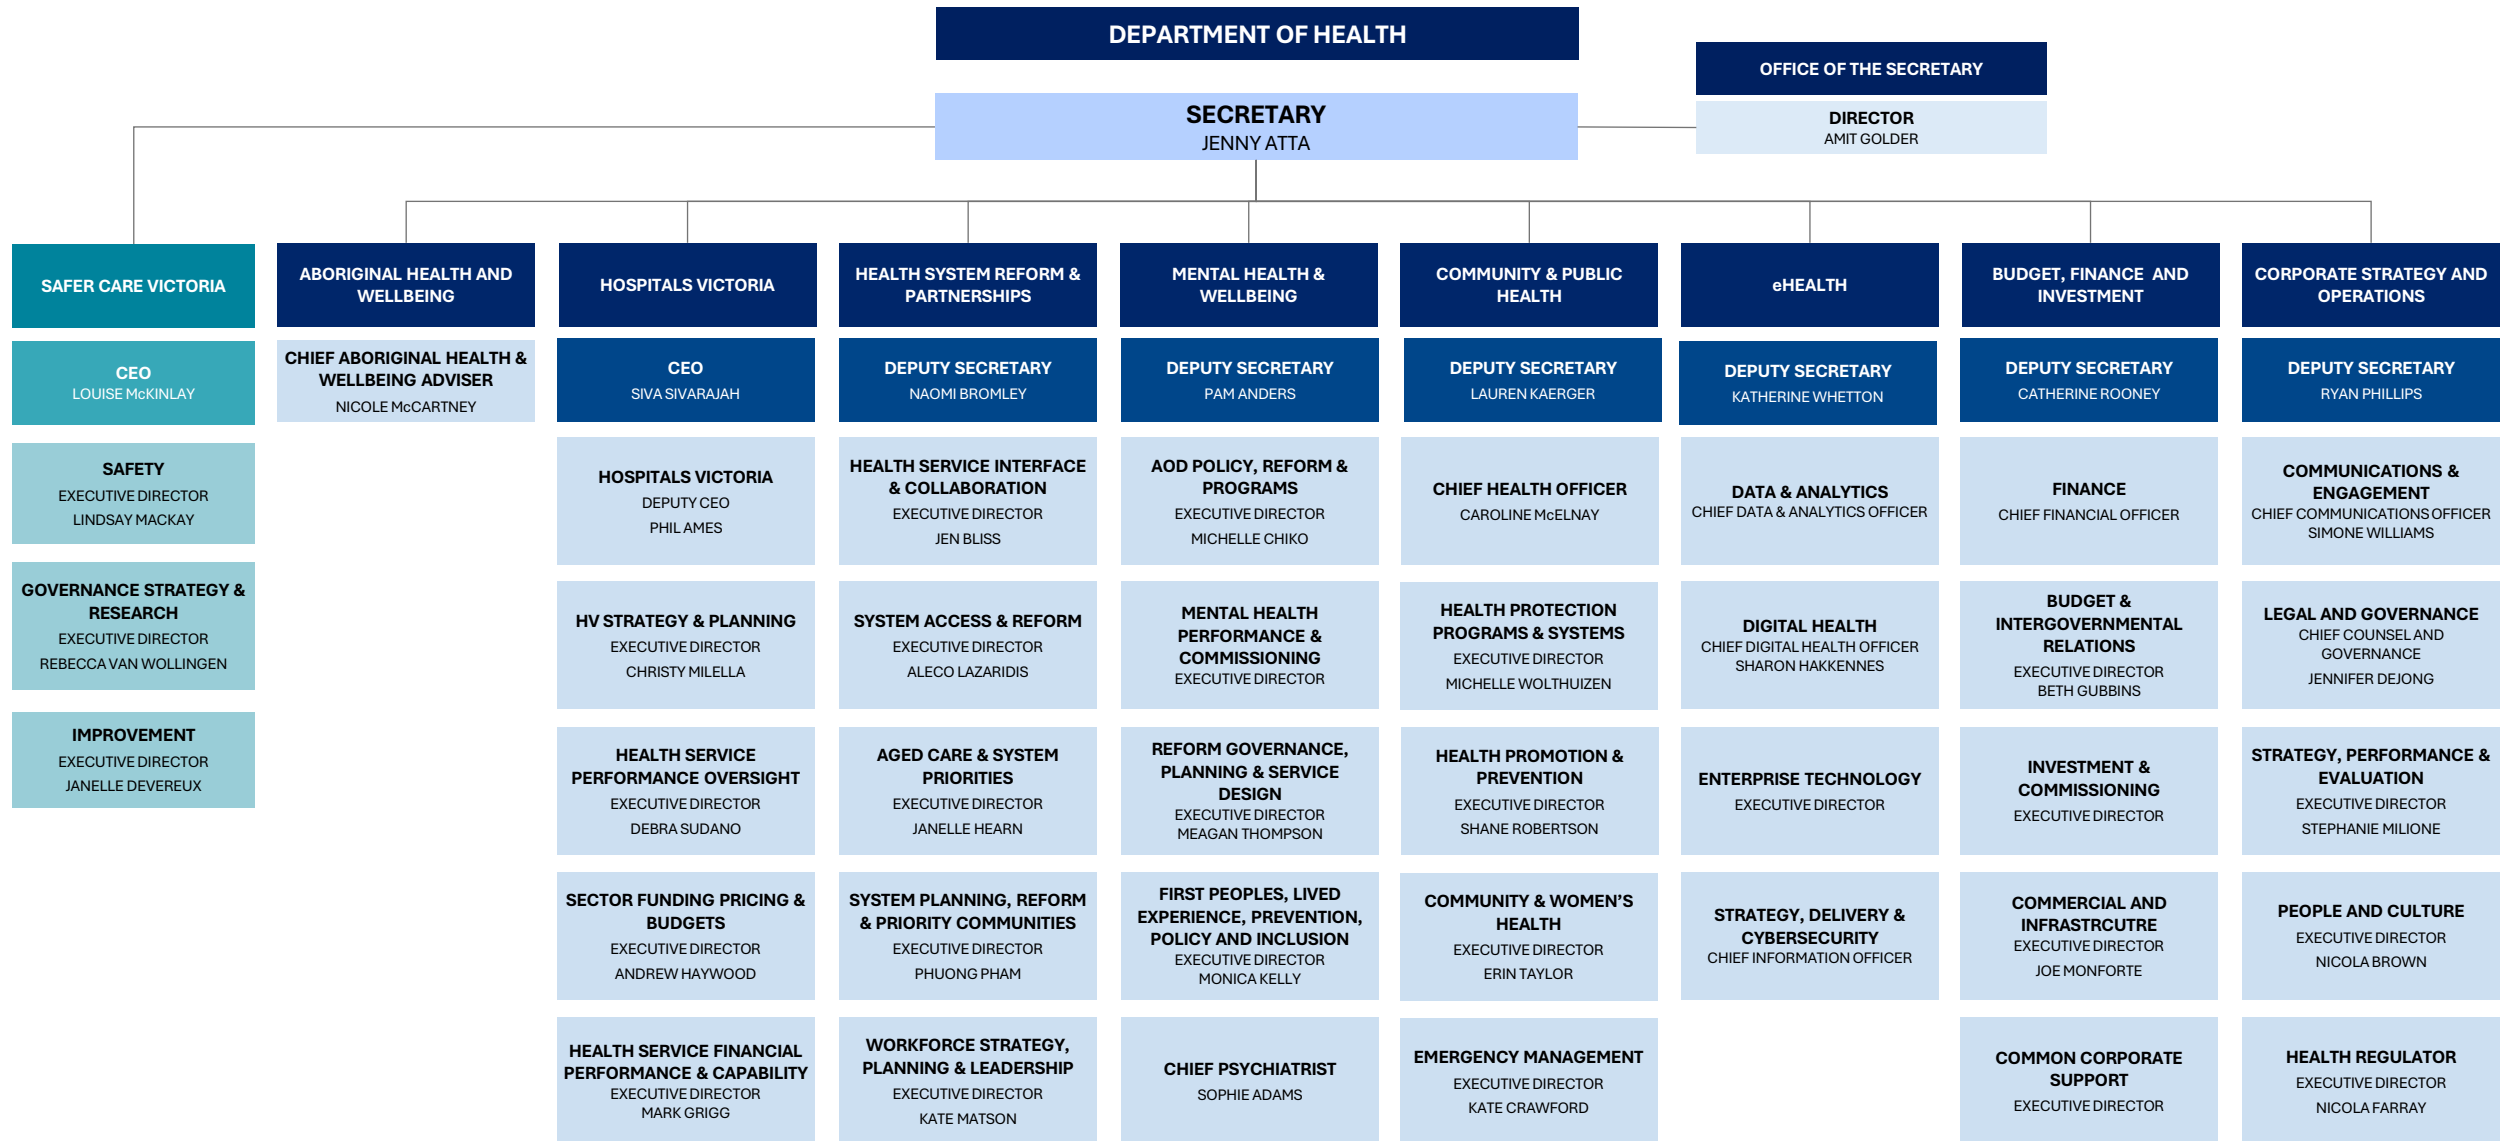 DEPARTMENT OF HEALTH
OFFICE OF THE SECRETARY
SECRETARY
JENNY ATTA
DIRECTOR
AMIT GOLDER
SAFER CARE VICTORIA
CEO
LOUISE McKINLAY
SAFETY
EXECUTIVE DIRECTOR
LINDSAY MACKAY
GOVERNANCE STRATEGY &
RESEARCH
EXECUTIVE DIRECTOR
REBECCA VAN WOLLINGEN
IMPROVEMENT
EXECUTIVE DIRECTOR
JANELLE DEVEREUX
ABORIGINAL HEALTH AND
WELLBEING
CHIEF ABORIGINAL HEALTH &
WELLBEING ADVISER
NICOLE McCARTNEY
HOSPITALS VICTORIA
CEO
SIVA SIVARAJAH
HOSPITALS VICTORIA
DEPUTY CEO
PHIL AMES
HV STRATEGY & PLANNING
EXECUTIVE DIRECTOR
CHRISTY MILELLA
HEALTH SERVICE
PERFORMANCE OVERSIGHT
EXECUTIVE DIRECTOR
DEBRA SUDANO
SECTOR FUNDING PRICING &
BUDGETS
EXECUTIVE DIRECTOR
ANDREW HAYWOOD
HEALTH SERVICE FINANCIAL
PERFORMANCE & CAPABILITY
EXECUTIVE DIRECTOR
MARK GRIGG
HEALTH SYSTEM REFORM &
PARTNERSHIPS
DEPUTY SECRETARY
NAOMI BROMLEY
HEALTH SERVICE INTERFACE
& COLLABORATION
EXECUTIVE DIRECTOR
JEN BLISS
SYSTEM ACCESS & REFORM
EXECUTIVE DIRECTOR
ALECO LAZARIDIS
AGED CARE & SYSTEM
PRIORITIES
EXECUTIVE DIRECTOR
JANELLE HEARN
SYSTEM PLANNING, REFORM
& PRIORITY COMMUNITIES
EXECUTIVE DIRECTOR
PHUONG PHAM
WORKFORCE STRATEGY,
PLANNING & LEADERSHIP
EXECUTIVE DIRECTOR
KATE MATSON
MENTAL HEALTH &
WELLBEING
DEPUTY SECRETARY
PAM ANDERS
AOD POLICY, REFORM &
PROGRAMS
EXECUTIVE DIRECTOR
MICHELLE CHIKO
MENTAL HEALTH
PERFORMANCE &
COMMISSIONING
EXECUTIVE DIRECTOR
REFORM GOVERNANCE,
PLANNING & SERVICE
DESIGN
EXECUTIVE DIRECTOR
MEAGAN THOMPSON
FIRST PEOPLES, LIVED
EXPERIENCE, PREVENTION,
POLICY AND INCLUSION
EXECUTIVE DIRECTOR
MONICA KELLY
CHIEF PSYCHIATRIST
SOPHIE ADAMS
COMMUNITY & PUBLIC
HEALTH
DEPUTY SECRETARY
LAUREN KAERGER
CHIEF HEALTH OFFICER
CAROLINE McELNAY
HEALTH PROTECTION
PROGRAMS & SYSTEMS
EXECUTIVE DIRECTOR
MICHELLE WOLTHUIZEN
HEALTH PROMOTION &
PREVENTION
EXECUTIVE DIRECTOR
SHANE ROBERTSON
COMMUNITY & WOMEN'S
HEALTH
EXECUTIVE DIRECTOR
ERIN TAYLOR
EMERGENCY MANAGEMENT
EXECUTIVE DIRECTOR
KATE CRAWFORD
eHEALTH
DEPUTY SECRETARY
KATHERINE WHETTON
DATA & ANALYTICS
CHIEF DATA & ANALYTICS OFFICER
DIGITAL HEALTH
CHIEF DIGITAL HEALTH OFFICER
SHARON HAKKENNES
ENTERPRISE TECHNOLOGY
EXECUTIVE DIRECTOR
STRATEGY, DELIVERY &
CYBERSECURITY
CHIEF INFORMATION OFFICER
BUDGET, FINANCE AND
INVESTMENT
DEPUTY SECRETARY
CATHERINE ROONEY
FINANCE
CHIEF FINANCIAL OFFICER
BUDGET &
INTERGOVERNMENTAL
RELATIONS
EXECUTIVE DIRECTOR
BETH GUBBINS
INVESTMENT &
COMMISSIONING
EXECUTIVE DIRECTOR
COMMERCIAL AND
INFRASTRCUTRE
EXECUTIVE DIRECTOR
JOE MONFORTE
COMMON CORPORATE
SUPPORT
EXECUTIVE DIRECTOR
CORPORATE STRATEGY AND
OPERATIONS
DEPUTY SECRETARY
RYAN PHILLIPS
COMMUNICATIONS &
ENGAGEMENT
CHIEF COMMUNICATIONS OFFICER
SIMONE WILLIAMS
LEGAL AND GOVERNANCE
CHIEF COUNSEL AND
GOVERNANCE
JENNIFER DEJONG
STRATEGY, PERFORMANCE &
EVALUATION
EXECUTIVE DIRECTOR
STEPHANIE MILIONE
PEOPLE AND CULTURE
EXECUTIVE DIRECTOR
NICOLA BROWN
HEALTH REGULATOR
EXECUTIVE DIRECTOR
NICOLA FARRAY